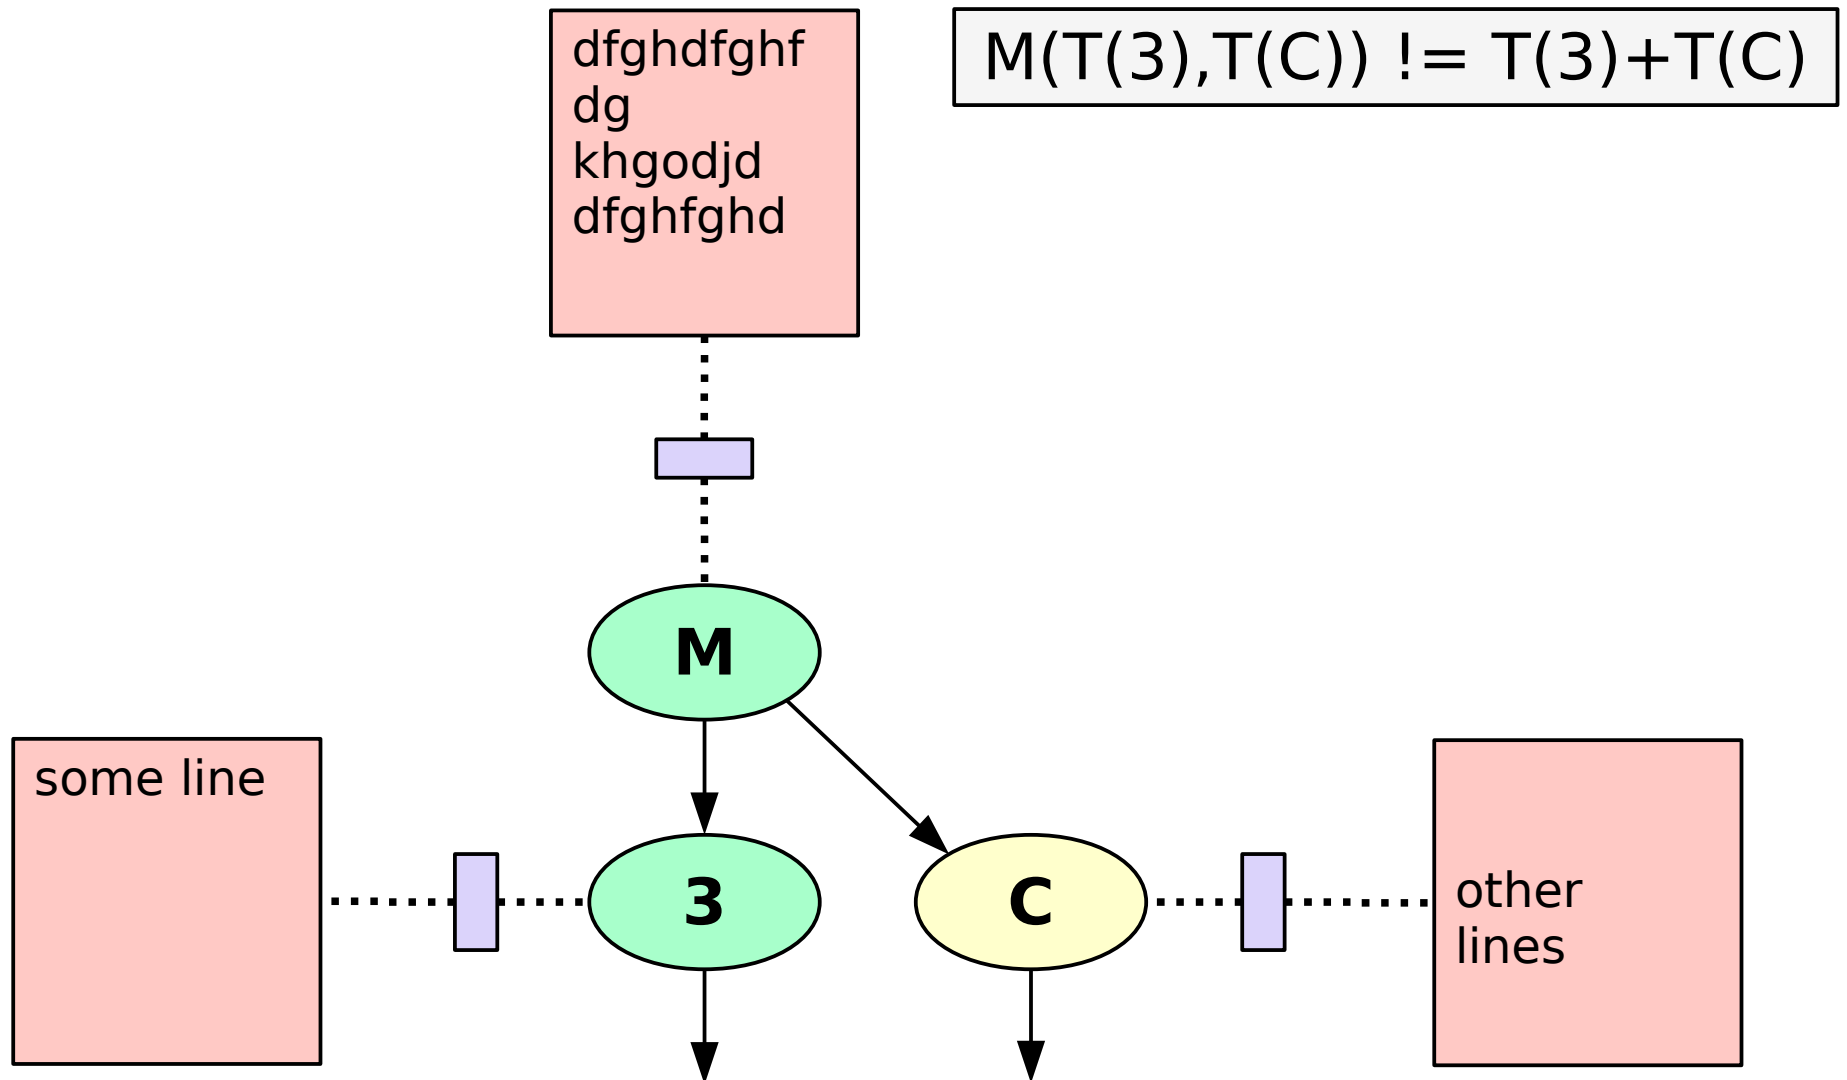 dfghdfghf
dg
khgodjd
dfghfghd
M(T(3),T(C)) != T(3)+T(C)
M
some line
3
C
other
lines